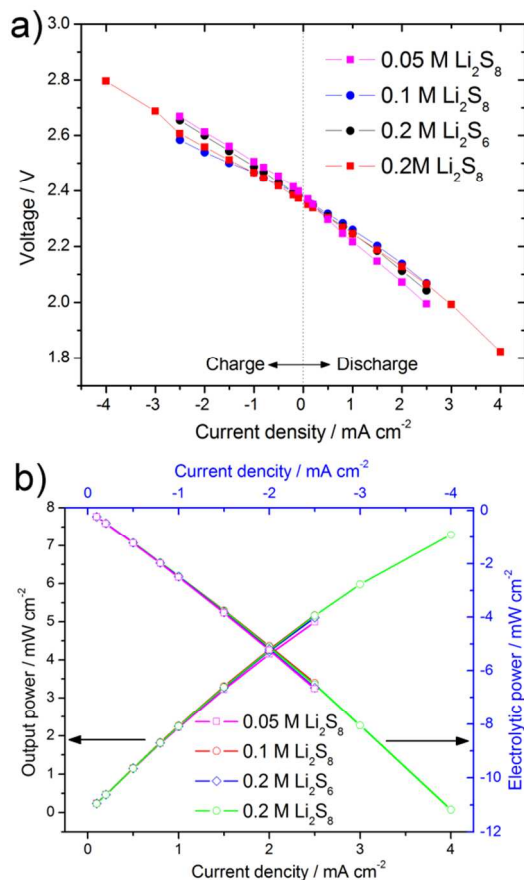 a)
3.0
2.8
2.6
2.4
2.2
2.0
1.8
Voltage / V
0.05 M Li₂S₈
0.1 M Li₂S₈
0.2 M Li₂S₆
0.2M Li₂S₈
Charge
Discharge
-4 -3 -2 -1 0 1 2 3 4
Current density / mA cm⁻²
b)
Current dencity / mA cm⁻²
0 -1 -2 -3 -4
8
7
6
5
4
3
2
1
0
Output power / mW cm⁻²
0
-2
-4
-6
-8
-10
-12
Electrolytic power / mW cm⁻²
0.05 M Li₂S₈
0.1 M Li₂S₈
0.2 M Li₂S₆
0.2 M Li₂S₈
0 1 2 3 4
Current dencity / mA cm⁻²